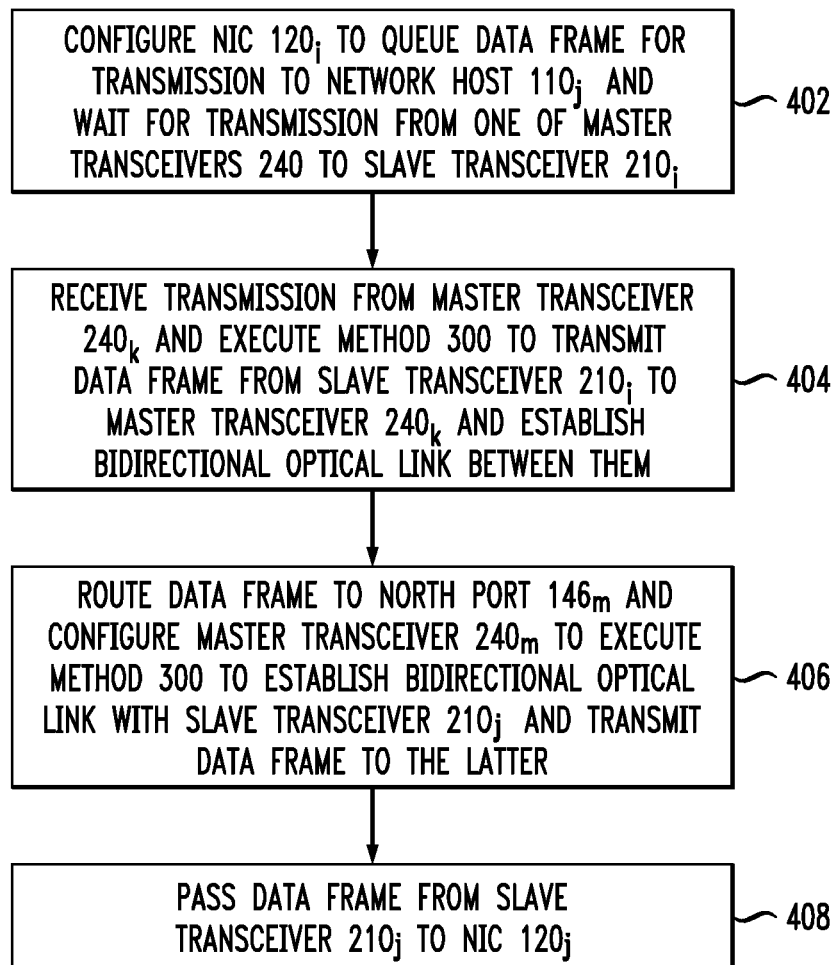 CONFIGURE NIC 120i TO QUEUE DATA FRAME FOR
TRANSMISSION TO NETWORK HOST 110j AND
WAIT FOR TRANSMISSION FROM ONE OF MASTER
TRANSCEIVERS 240 TO SLAVE TRANSCEIVER 210i
402
RECEIVE TRANSMISSION FROM MASTER TRANSCEIVER
240k AND EXECUTE METHOD 300 TO TRANSMIT
DATA FRAME FROM SLAVE TRANSCEIVER 210i TO
MASTER TRANSCEIVER 240k AND ESTABLISH
BIDIRECTIONAL OPTICAL LINK BETWEEN THEM
404
ROUTE DATA FRAME TO NORTH PORT 146m AND
CONFIGURE MASTER TRANSCEIVER 240m TO EXECUTE
METHOD 300 TO ESTABLISH BIDIRECTIONAL OPTICAL
LINK WITH SLAVE TRANSCEIVER 210j AND TRANSMIT
DATA FRAME TO THE LATTER
406
PASS DATA FRAME FROM SLAVE
TRANSCEIVER 210j TO NIC 120j
408